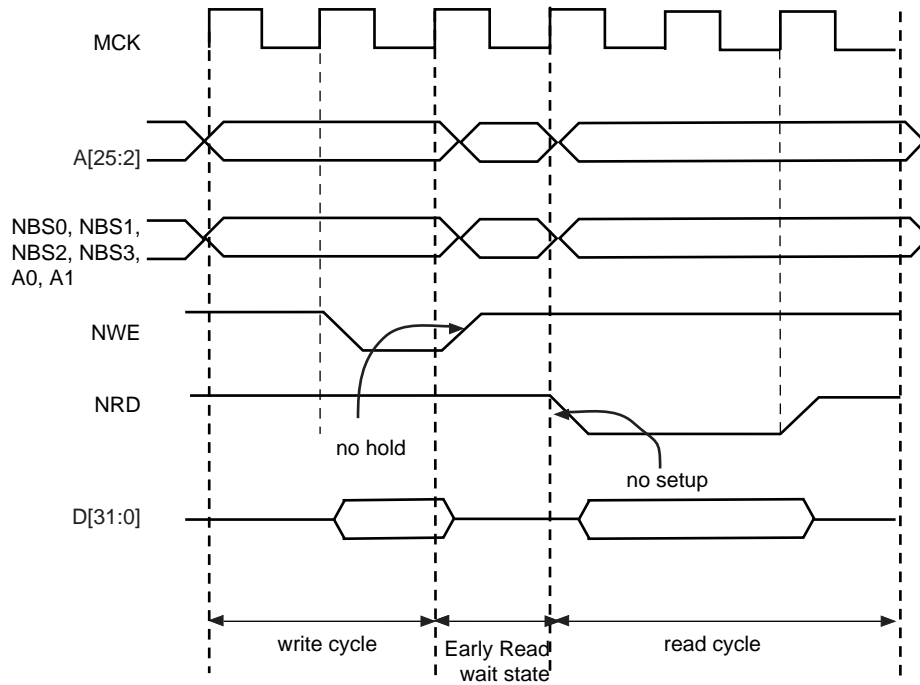 MCK
A[25:2]
NBS0, NBS1,
NBS2, NBS3,
A0, A1
NWE
NRD
no hold
no setup
D[31:0]
write cycle
Early Read
wait state
read cycle